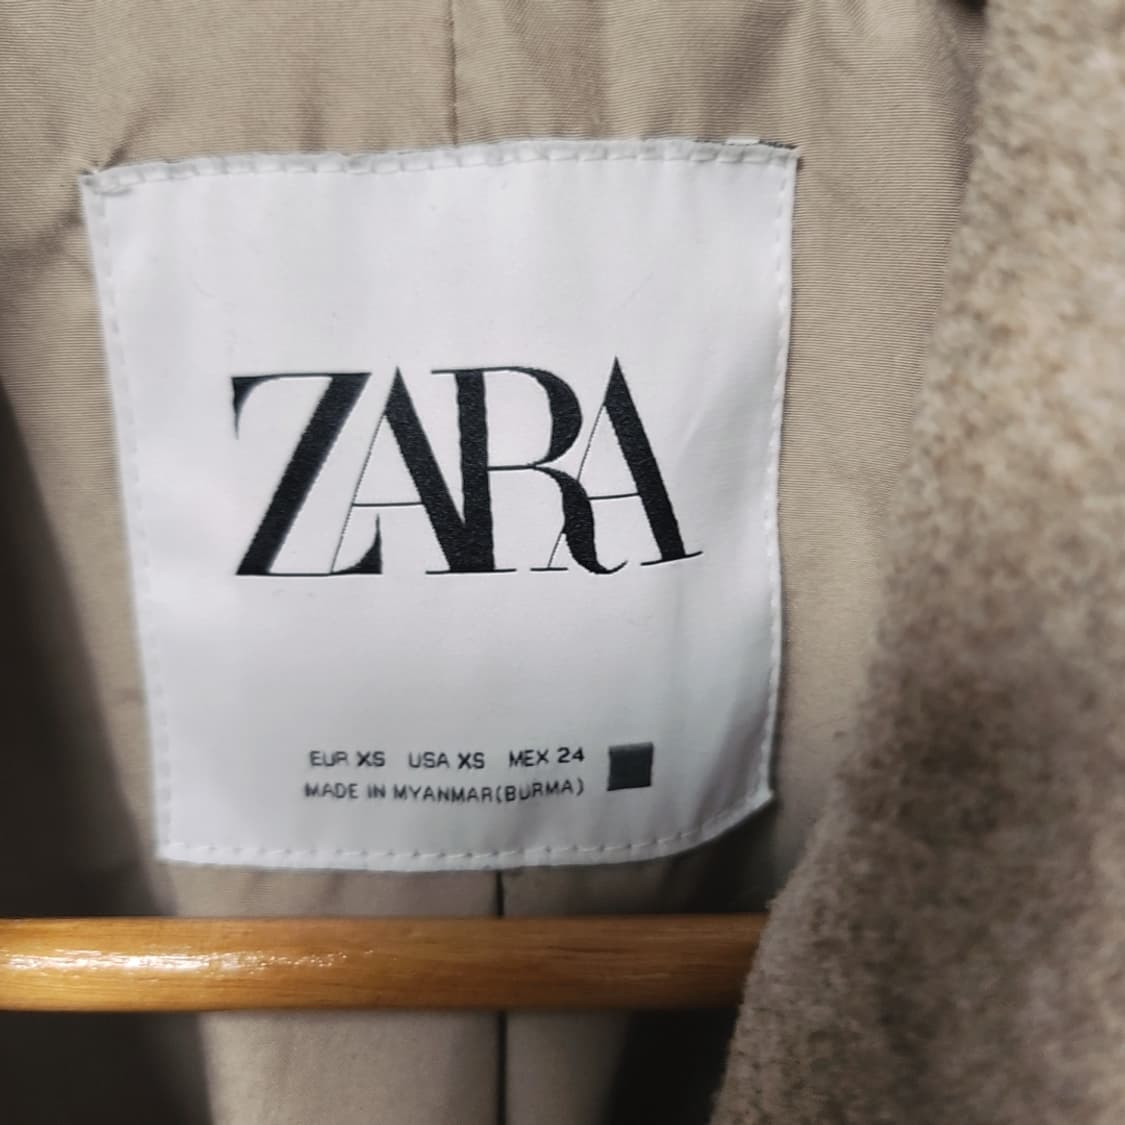 ZARA
EUR XS USA XS MEX 24
MADE IN MYANMAR(BURMA)